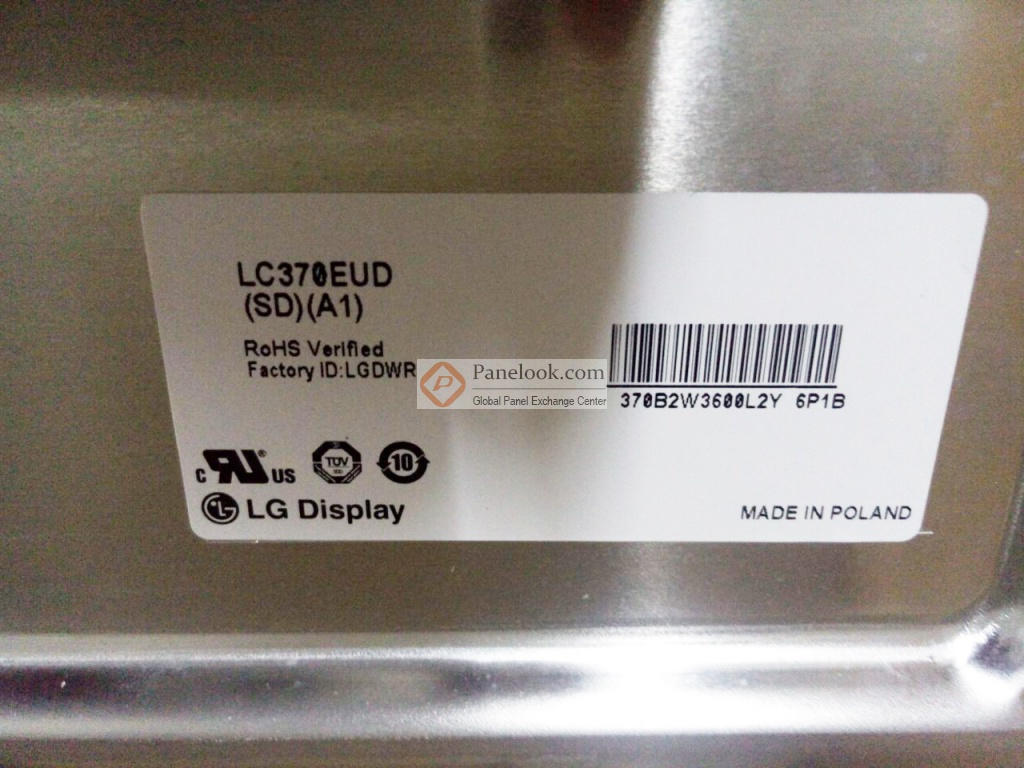 LC370EUD
(SD)(A1)
RoHS Verified
Factory ID:LGDWR
Panelook.com
Global Panel Exchange Center
370B2W3600L2Y 6P1B
c RU ® US
TÜV
10
LG Display
MADE IN POLAND